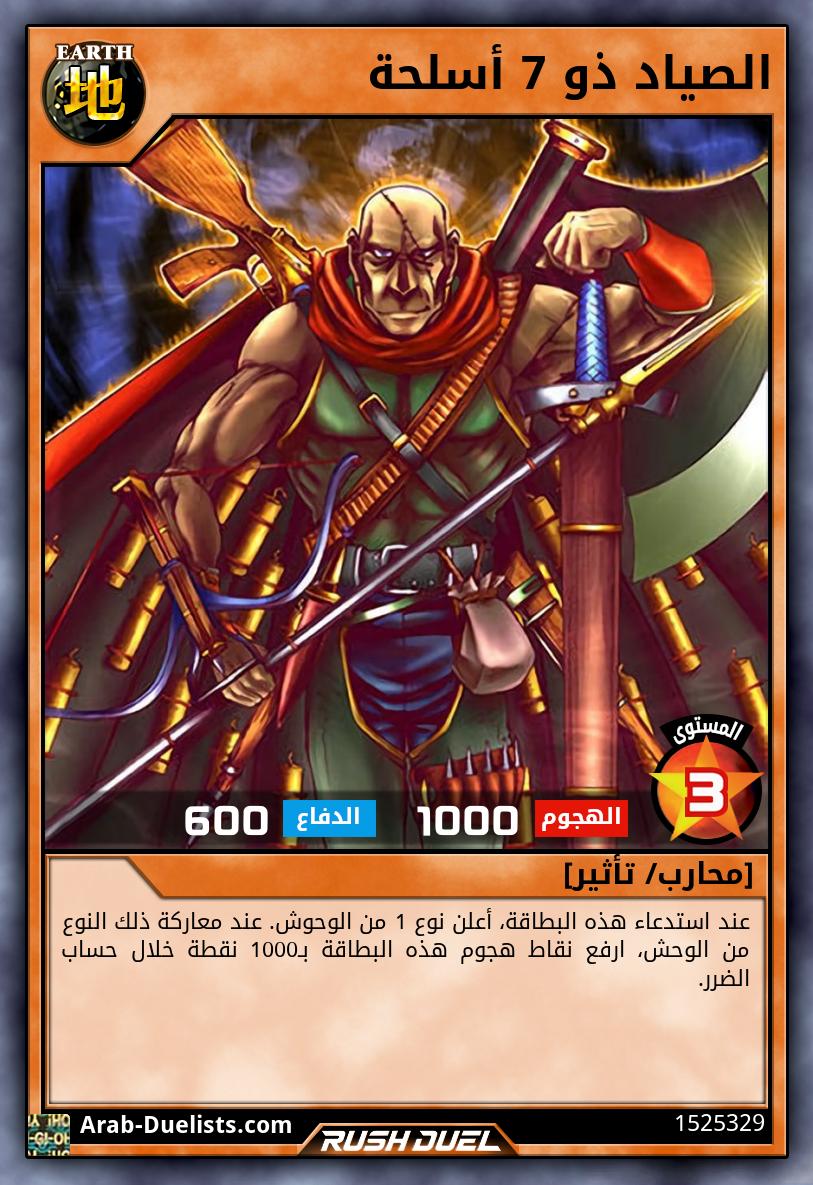 الصياد ذو 7 أسلحة
EARTH
地
المستوى
3
الهجوم 1000 الدفاع 600
[محارب/ تأثير]
عند استدعاء هذه البطاقة، أعلن نوع 1 من الوحوش. عند معاركة ذلك النوع
من الوحش، ارفع نقاط هجوم هذه البطاقة بـ1000 نقطة خلال حساب
الضرر.
Arab-Duelists.com
RUSH DUEL
1525329